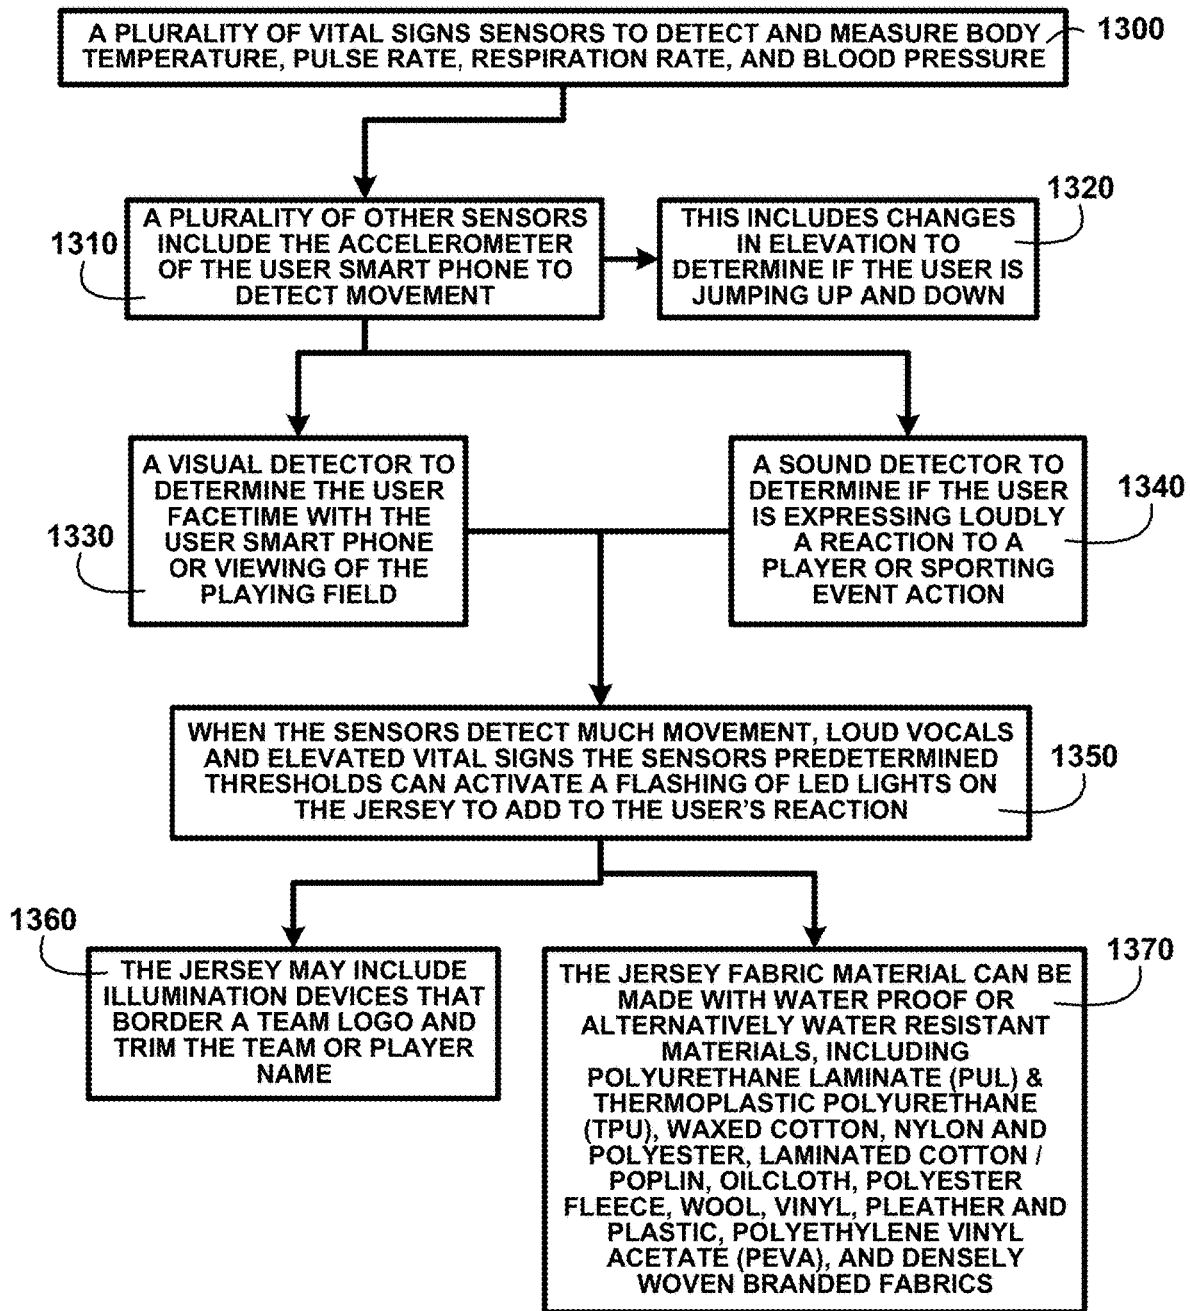 A PLURALITY OF VITAL SIGNS SENSORS TO DETECT AND MEASURE BODY
TEMPERATURE, PULSE RATE, RESPIRATION RATE, AND BLOOD PRESSURE
1300
A PLURALITY OF OTHER SENSORS
INCLUDE THE ACCELEROMETER
OF THE USER SMART PHONE TO
DETECT MOVEMENT
1310
THIS INCLUDES CHANGES
IN ELEVATION TO
DETERMINE IF THE USER IS
JUMPING UP AND DOWN
1320
A VISUAL DETECTOR TO
DETERMINE THE USER
FACETIME WITH THE
USER SMART PHONE
OR VIEWING OF THE
PLAYING FIELD
1330
A SOUND DETECTOR TO
DETERMINE IF THE USER
IS EXPRESSING LOUDLY
A REACTION TO A
PLAYER OR SPORTING
EVENT ACTION
1340
WHEN THE SENSORS DETECT MUCH MOVEMENT, LOUD VOCALS
AND ELEVATED VITAL SIGNS THE SENSORS PREDETERMINED
THRESHOLDS CAN ACTIVATE A FLASHING OF LED LIGHTS ON
THE JERSEY TO ADD TO THE USER'S REACTION
1350
1360
THE JERSEY MAY INCLUDE
ILLUMINATION DEVICES THAT
BORDER A TEAM LOGO AND
TRIM THE TEAM OR PLAYER
NAME
1370
THE JERSEY FABRIC MATERIAL CAN BE
MADE WITH WATER PROOF OR
ALTERNATIVELY WATER RESISTANT
MATERIALS, INCLUDING
POLYURETHANE LAMINATE (PUL) &
THERMOPLASTIC POLYURETHANE
(TPU), WAXED COTTON, NYLON AND
POLYESTER, LAMINATED COTTON /
POPLIN, OILCLOTH, POLYESTER
FLEECE, WOOL, VINYL, PLEATHER AND
PLASTIC, POLYETHYLENE VINYL
ACETATE (PEVA), AND DENSELY
WOVEN BRANDED FABRICS